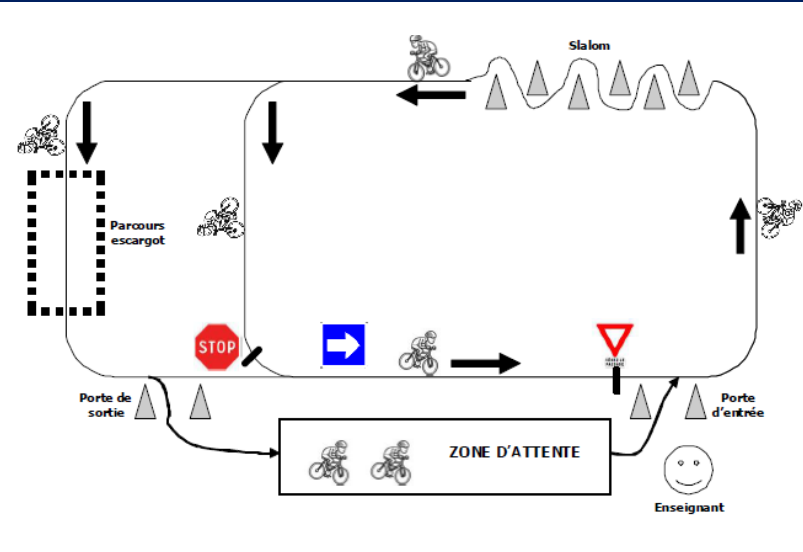 Slalom
Parcours
escargot
STOP
Porte de
sortie
Porte
d'entrée
ZONE D'ATTENTE
Enseignant